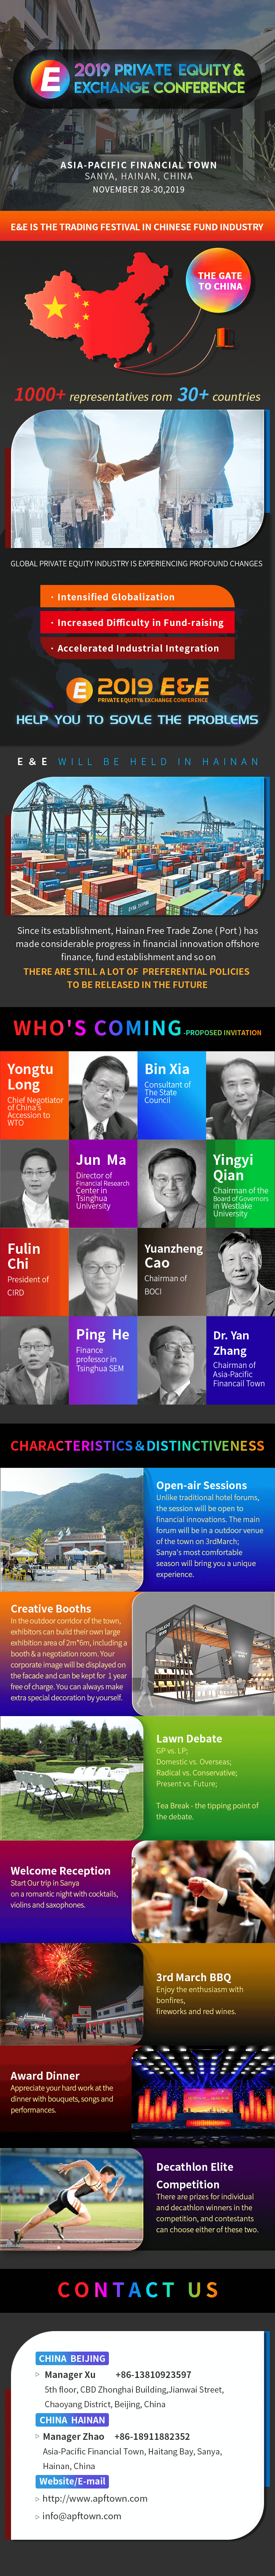 E
2019 PRIVATE EQUITY &
EXCHANGE CONFERENCE
ASIA-PACIFIC FINANCIAL TOWN
SANYA, HAINAN, CHINA
NOVEMBER 28-30,2019
E&E IS THE TRADING FESTIVAL IN CHINESE FUND INDUSTRY
THE GATE
TO CHINA
1000+ representatives rom 30+ countries
GLOBAL PRIVATE EQUITY INDUSTRY IS EXPERIENCING PROFOUND CHANGES
· Intensified Globalization
· Increased Difficulty in Fund-raising
· Accelerated Industrial Integration
E 2019 E&E
PRIVATE EQUITY& EXCHANGE CONFERENCE
HELP YOU TO SOVLE THE PROBLEMS
E & E WILL BE HELD IN HAINAN
Since its establishment, Hainan Free Trade Zone ( Port ) has
made considerable progress in financial innovation offshore
finance, fund establishment and so on
THERE ARE STILL A LOT OF PREFERENTIAL POLICIES
TO BE RELEASED IN THE FUTURE
WHO'S COMING -PROPOSED INVITATION
Yongtu
Long
Chief Negotiator
of China's
Accession to
WTO
Bin Xia
Consultant of
The State
Council
Jun Ma
Director of
Financial Research
Center in
Tsinghua
University
Yingyi
Qian
Chairman of the
Board of Governors
in Westlake
University
Fulin
Chi
President of
CIRD
Yuanzheng
Cao
Chairman of
BOCI
Ping He
Finance
professor in
Tsinghua SEM
Dr. Yan
Zhang
Chairman of
Asia-Pacific
Financail Town
CHARACTERISTICS & DISTINCTIVENESS
Open-air Sessions
Unlike traditional hotel forums,
the session will be open to
financial innovations. The main
forum will be in a outdoor venue
of the town on 3rdMarch;
Sanya's most comfortable
season will bring you a unique
experience.
Creative Booths
In the outdoor corridor of the town,
exhibitors can build their own large
exhibition area of 2m*6m, including a
booth & a negotiation room. Your
corporate image will be displayed on
the facade and can be kept for 1 year
free of charge. You can always make
extra special decoration by yourself.
Lawn Debate
GP vs. LP;
Domestic vs. Overseas;
Radical vs. Conservative;
Present vs. Future;
Tea Break - the tipping point of
the debate.
Welcome Reception
Start Our trip in Sanya
on a romantic night with cocktails,
violins and saxophones.
3rd March BBQ
Enjoy the enthusiasm with
bonfires,
fireworks and red wines.
Award Dinner
Appreciate your hard work at the
dinner with bouquets, songs and
performances.
Decathlon Elite
Competition
There are prizes for individual
and decathlon winners in the
competition, and contestants
can choose either of these two.
CONTACT US
CHINA BEIJING
Manager Xu +86-13810923597
5th floor, CBD Zhonghai Building,Jianwai Street,
Chaoyang District, Beijing, China
CHINA HAINAN
Manager Zhao +86-18911882352
Asia-Pacific Financial Town, Haitang Bay, Sanya,
Hainan, China
Website/E-mail
http://www.apftown.com
info@apftown.com